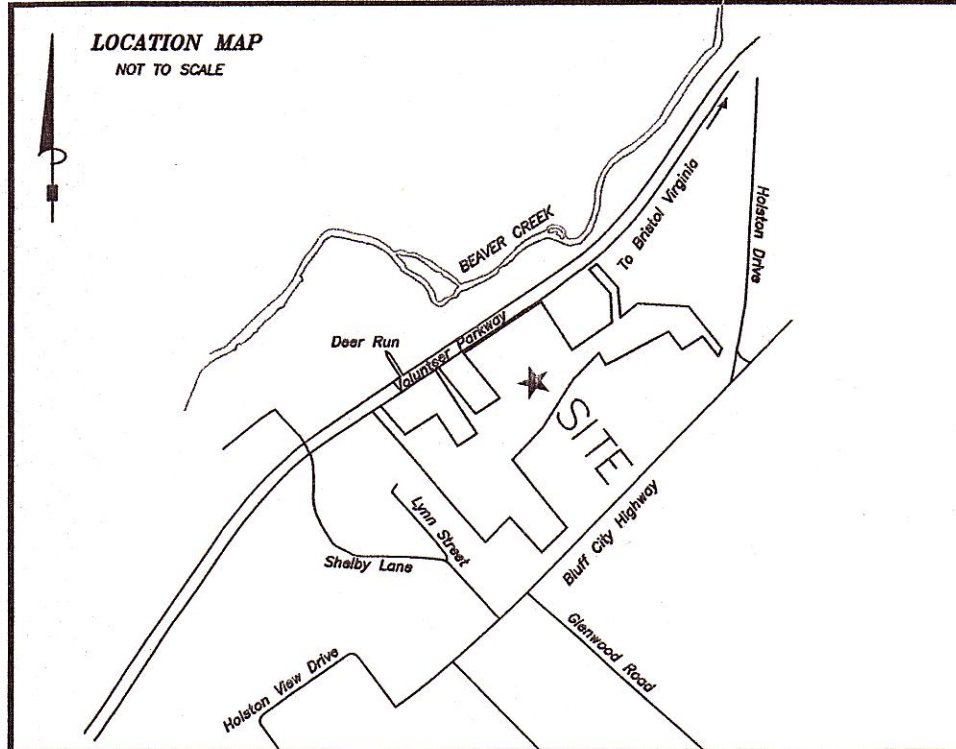 LOCATION MAP
NOT TO SCALE
BEAVER CREEK
To Bristol Virginia
Holston Drive
Deer Run
Volunteer Parkway
SITE
Lynn Street
Shelby Lane
Bluff City Highway
Glenwood Road
Holston View Drive